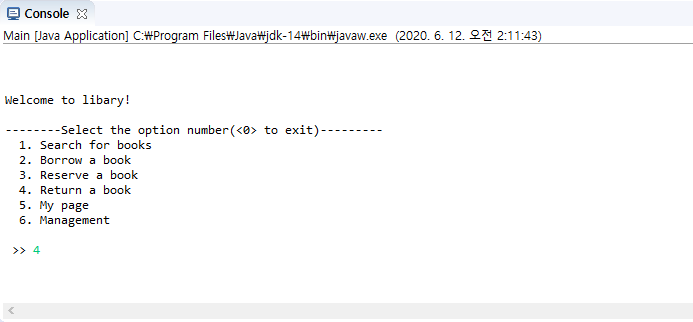 Console
Main [Java Application] C:₩Program Files₩Java₩jdk-14₩bin₩javaw.exe (2020. 6. 12. 오전 2:11:43)
Welcome to libary!
--------Select the option number(<0> to exit)---------
1. Search for books
2. Borrow a book
3. Reserve a book
4. Return a book
5. My page
6. Management
>> 4